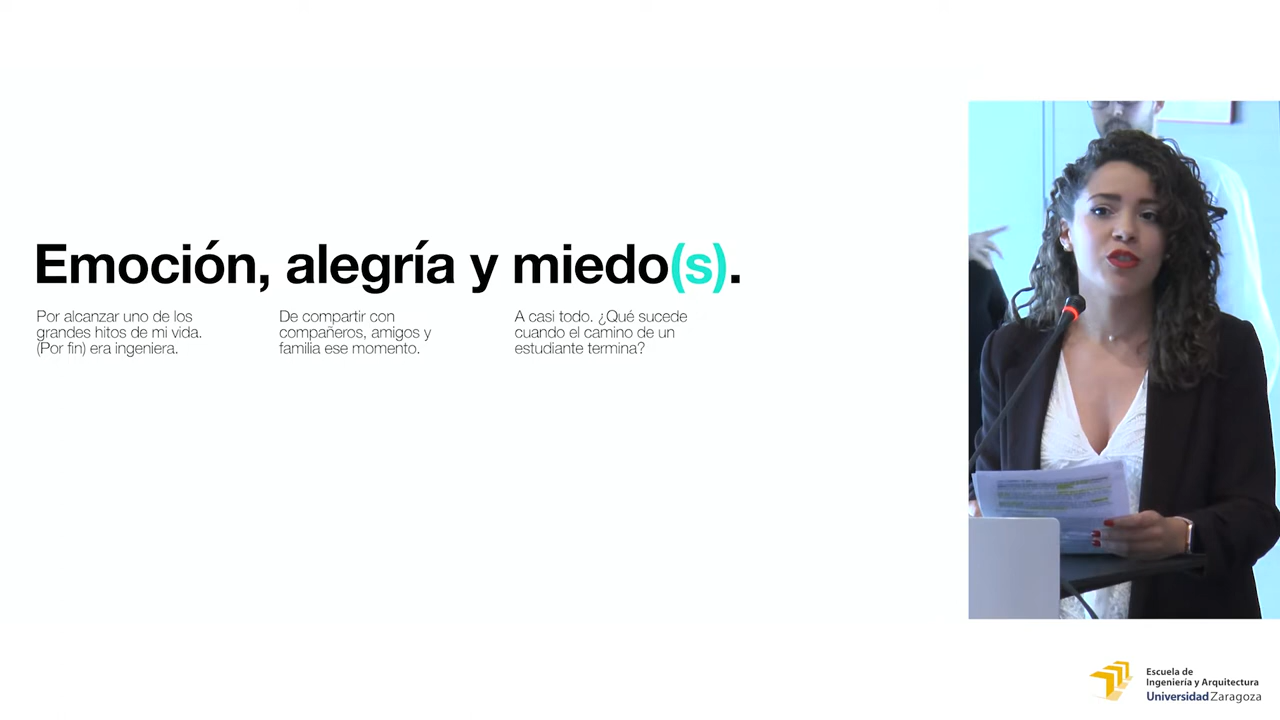 Emoción, alegría y miedo(s).
Por alcanzar uno de los
grandes hitos de mi vida.
(Por fin) era ingeniera.
De compartir con
compañeros, amigos y
familia ese momento.
A casi todo. ¿Qué sucede
cuando el camino de un
estudiante termina?
Escuela de
Ingeniería y Arquitectura
Universidad Zaragoza